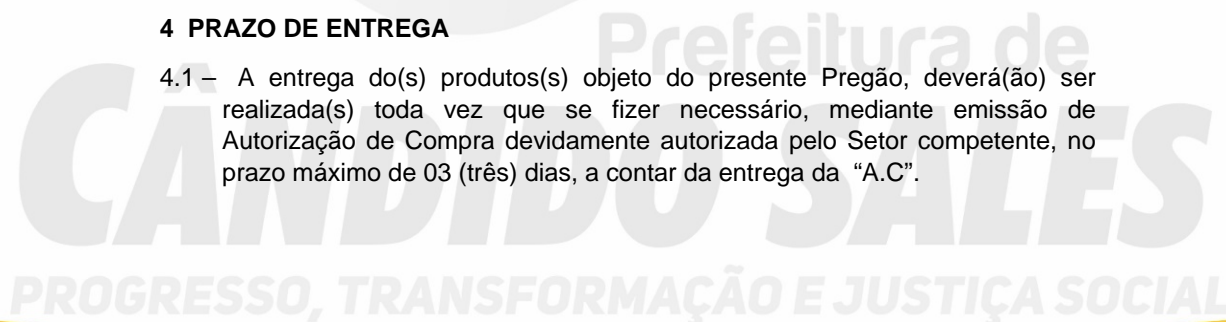 Prefeitura de
4 PRAZO DE ENTREGA
4.1 – A entrega do(s) produtos(s) objeto do presente Pregão, deverá(ão) ser
realizada(s) toda vez que se fizer necessário, mediante emissão de
Autorização de Compra devidamente autorizada pelo Setor competente, no
prazo máximo de 03 (três) dias, a contar da entrega da “A.C”.
CÂNDIDO SALES
PROGRESSO, TRANSFORMAÇÃO E JUSTIÇA SOCIAL